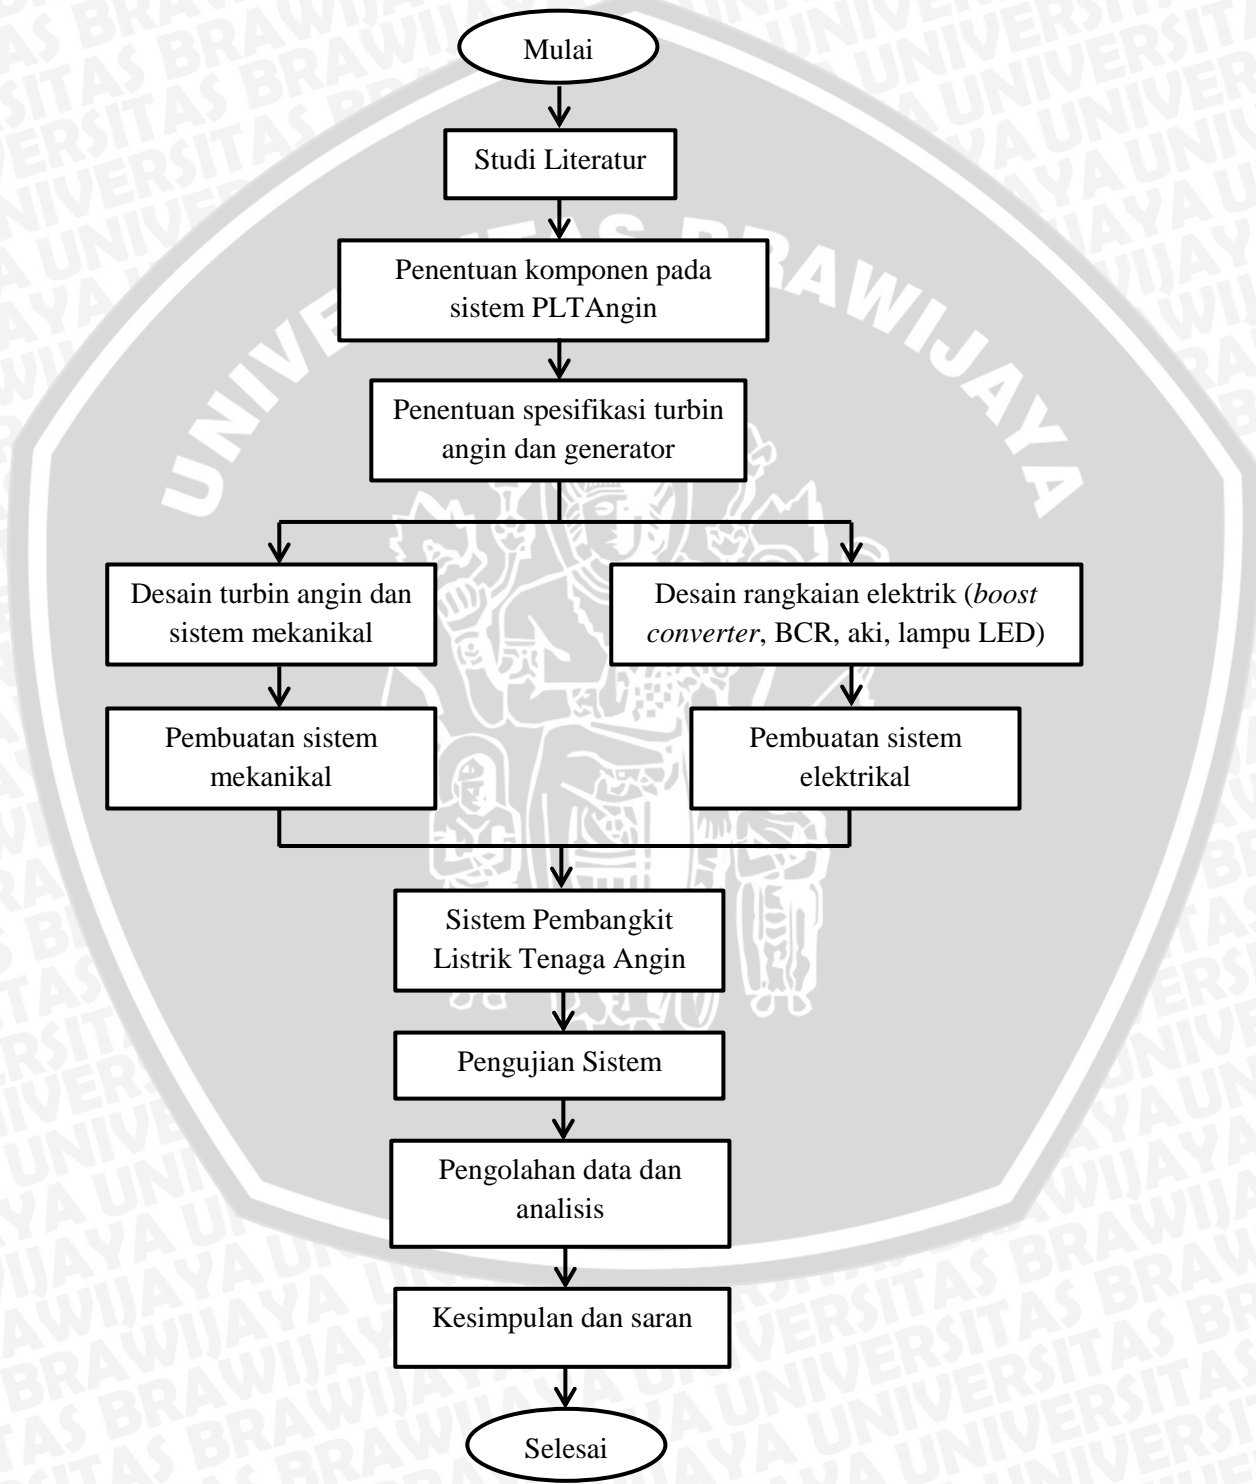 Mulai
Studi Literatur
Penentuan komponen pada
sistem PLTAngin
Penentuan spesifikasi turbin
angin dan generator
Desain turbin angin dan
sistem mekanikal
Desain rangkaian elektrik (boost
converter, BCR, aki, lampu LED)
Pembuatan sistem
mekanikal
Pembuatan sistem
elektrikal
Sistem Pembangkit
Listrik Tenaga Angin
Pengujian Sistem
Pengolahan data dan
analisis
Kesimpulan dan saran
Selesai